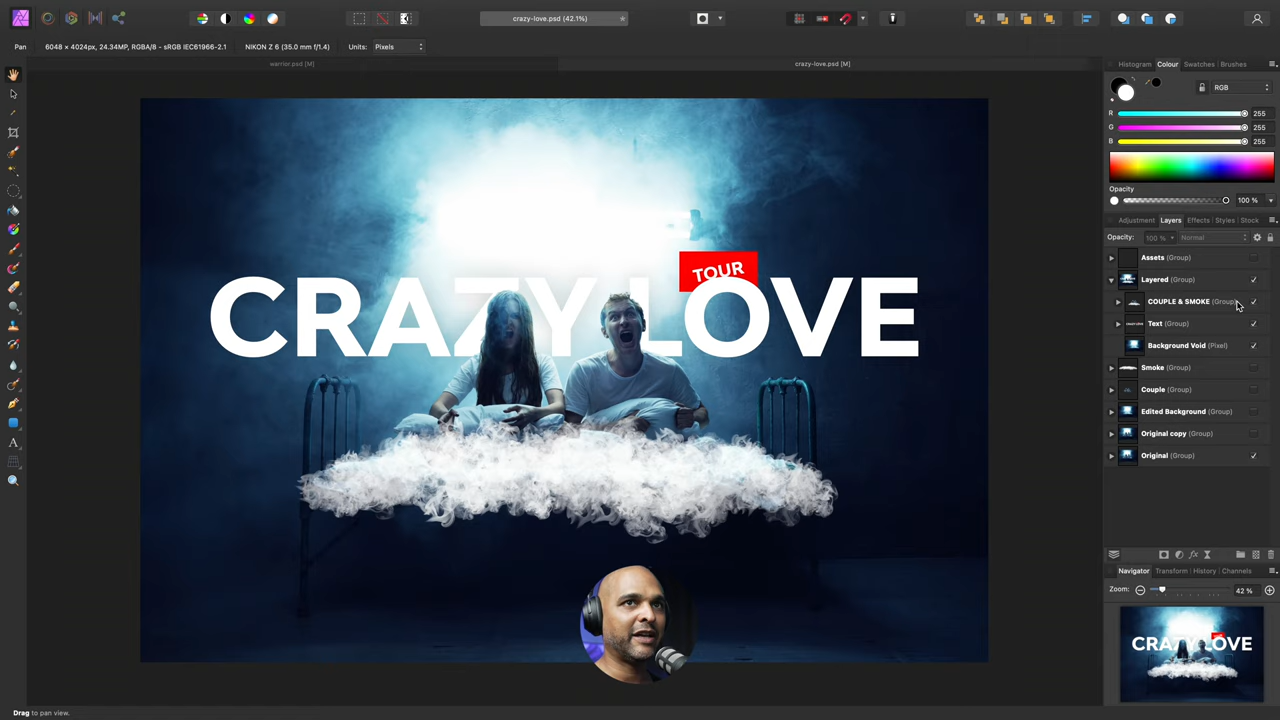 crazy-love.psd (42.1%)
Pan
6048 × 4024px, 24.34MP, RGBA/8 - sRGB IEC61966-2.1
NIKON Z 6 (35.0 mm f/1.4)
Units:
Pixels
warrior.psd [M]
crazy-love.psd [M]
Histogram
Colour
Swatches
Brushes
RGB
R
255
G
255
B
255
Opacity
100 %
Adjustment
Layers
Effects
Styles
Stock
Opacity:
100 %
Normal
Assets (Group)
Layered (Group)
COUPLE & SMOKE (Group)
Text (Group)
Background Void (Pixel)
Smoke (Group)
Couple (Group)
Edited Background (Group)
Original copy (Group)
Original (Group)
TOUR
CRAZY LOVE
Navigator
Transform
History
Channels
Zoom:
42 %
CRAZY LOVE
Drag to pan view.